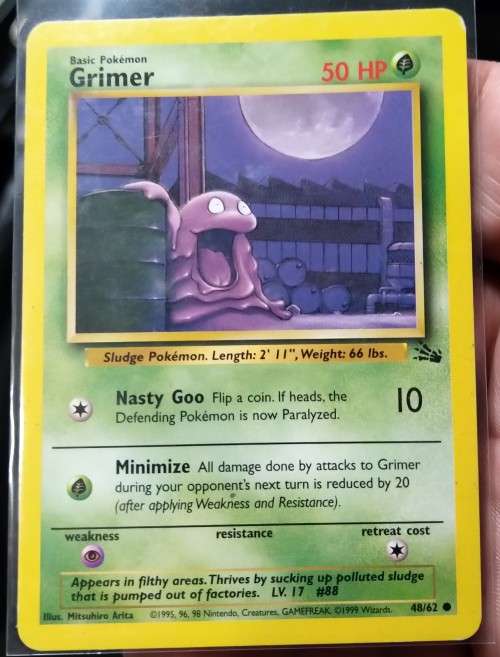 Basic Pokémon
Grimer 50 HP
Sludge Pokémon. Length: 2' 11", Weight: 66 lbs.
Nasty Goo Flip a coin. If heads, the
Defending Pokémon is now Paralyzed.
10
Minimize All damage done by attacks to Grimer
during your opponent's next turn is reduced by 20
(after applying Weakness and Resistance).
weakness resistance retreat cost
Appears in filthy areas. Thrives by sucking up polluted sludge
that is pumped out of factories. LV. 17 #88
Illus. Mitsuhiro Arita ©1995, 96, 98 Nintendo, Creatures, GAMEFREAK. ©1999 Wizards. 48/62